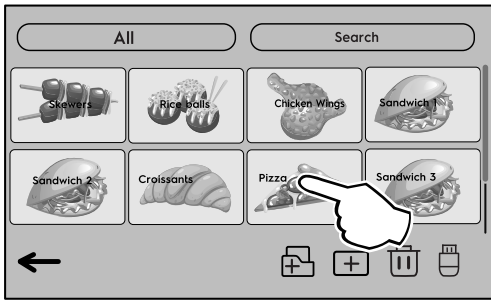 All
Search
Skewers
Rice balls
Chicken Wings
Sandwich 1
Sandwich 2
Croissants
Pizza
Sandwich 3